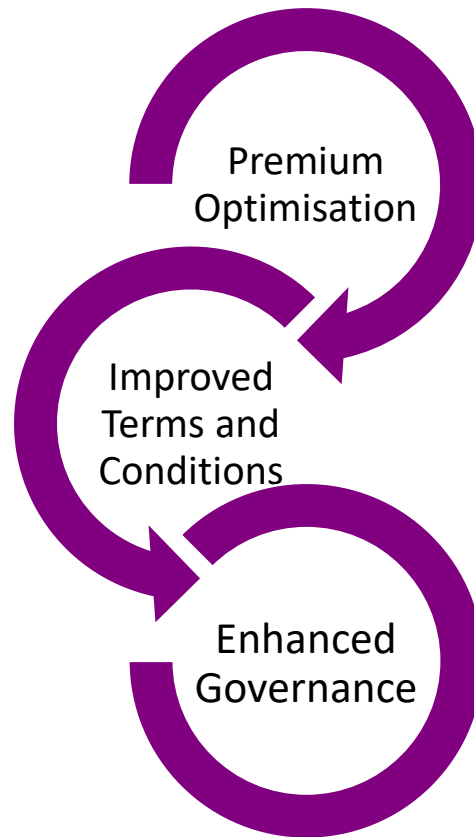 Premium
Optimisation
Improved
Terms and
Conditions
Enhanced
Governance